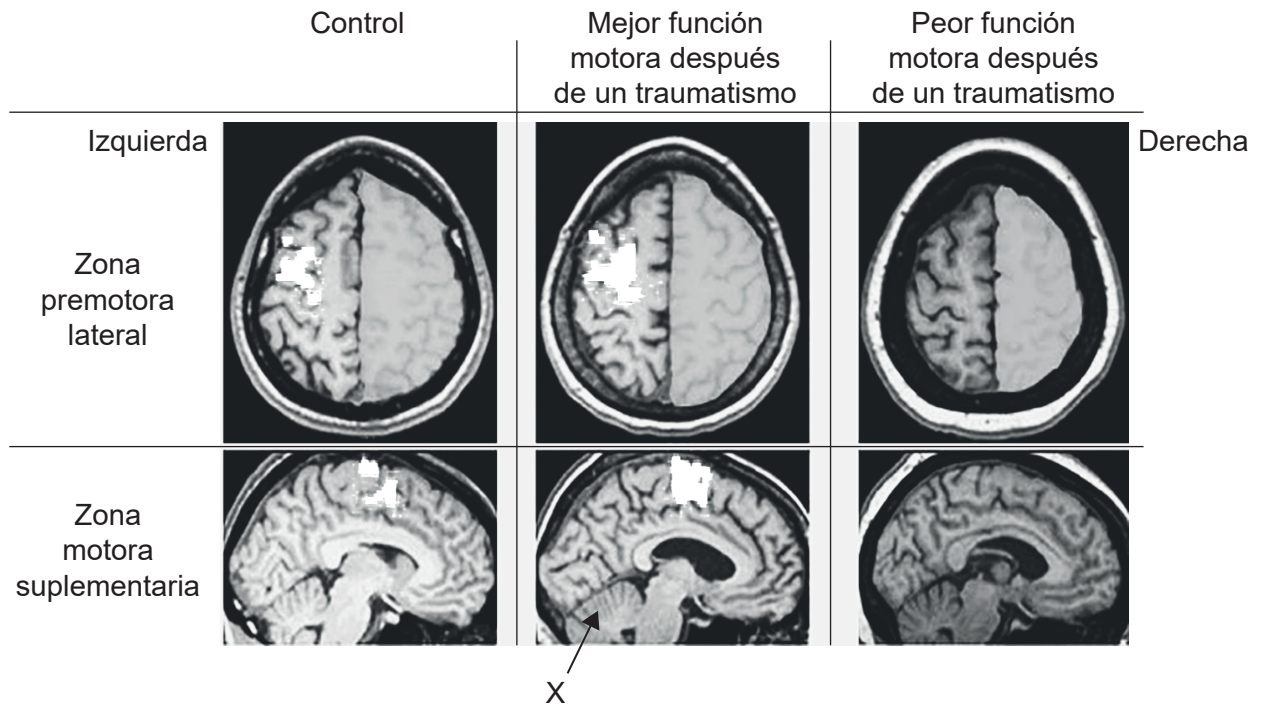 Control
Mejor función
motora después
de un traumatismo
Peor función
motora después
de un traumatismo
Izquierda
Derecha
Zona
premotora
lateral
Zona
motora
suplementaria
X